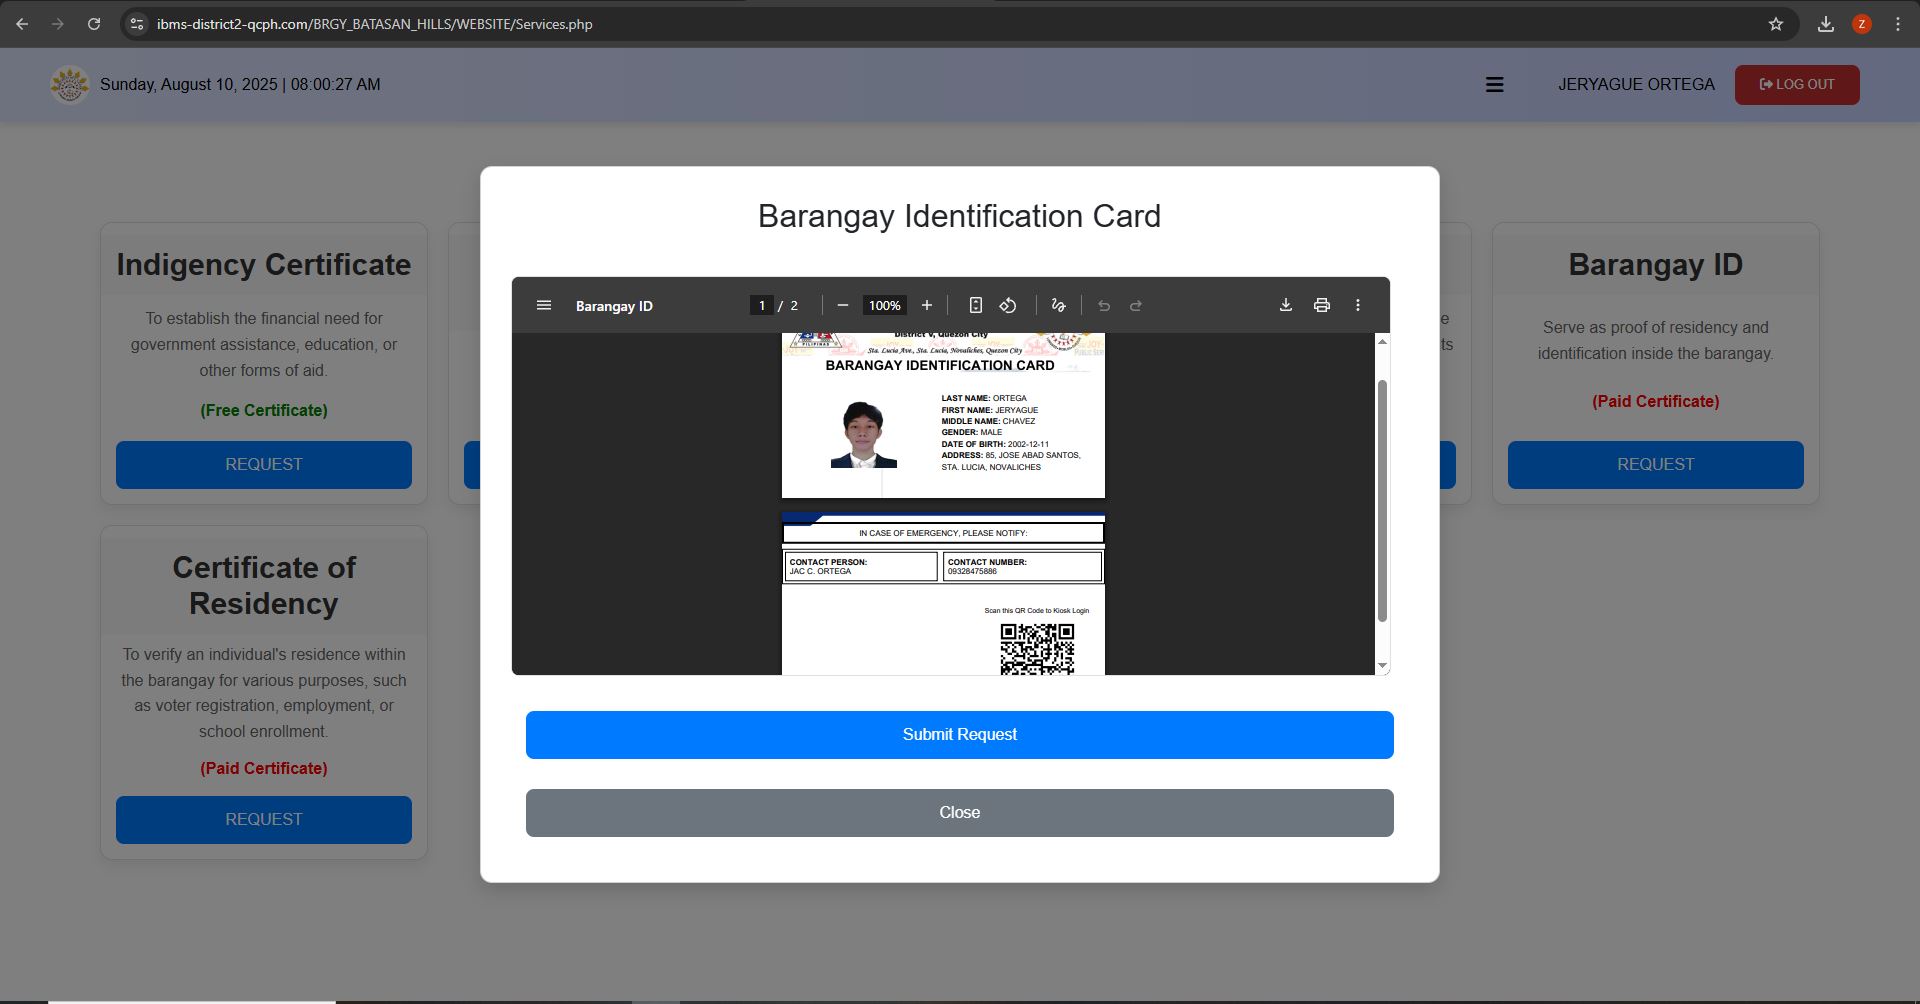 ibms-district2-qcph.com/BRGY_BATASAN_HILLS/WEBSITE/Services.php
Z
Sunday, August 10, 2025 | 08:00:27 AM
JERYAGUE ORTEGA
LOG OUT
Barangay Identification Card
Indigency Certificate
To establish the financial need for
government assistance, education, or
other forms of aid.
(Free Certificate)
REQUEST
Barangay ID
1 / 2
100%
District V, Quezon City
PILIPINAS
Sta. Lucia Ave., Sta. Lucia, Novaliches, Quezon City
BARANGAY IDENTIFICATION CARD
LAST NAME: ORTEGA
FIRST NAME: JERYAGUE
MIDDLE NAME: CHAVEZ
GENDER: MALE
DATE OF BIRTH: 2002-12-11
ADDRESS: 85, JOSE ABAD SANTOS,
STA. LUCIA, NOVALICHES
IN CASE OF EMERGENCY, PLEASE NOTIFY:
CONTACT PERSON:
JAC C. ORTEGA
CONTACT NUMBER:
09328475886
Scan this QR Code to Kiosk Login
Submit Request
Close
e
ts
Barangay ID
Serve as proof of residency and
identification inside the barangay.
(Paid Certificate)
REQUEST
Certificate of
Residency
To verify an individual's residence within
the barangay for various purposes, such
as voter registration, employment, or
school enrollment.
(Paid Certificate)
REQUEST